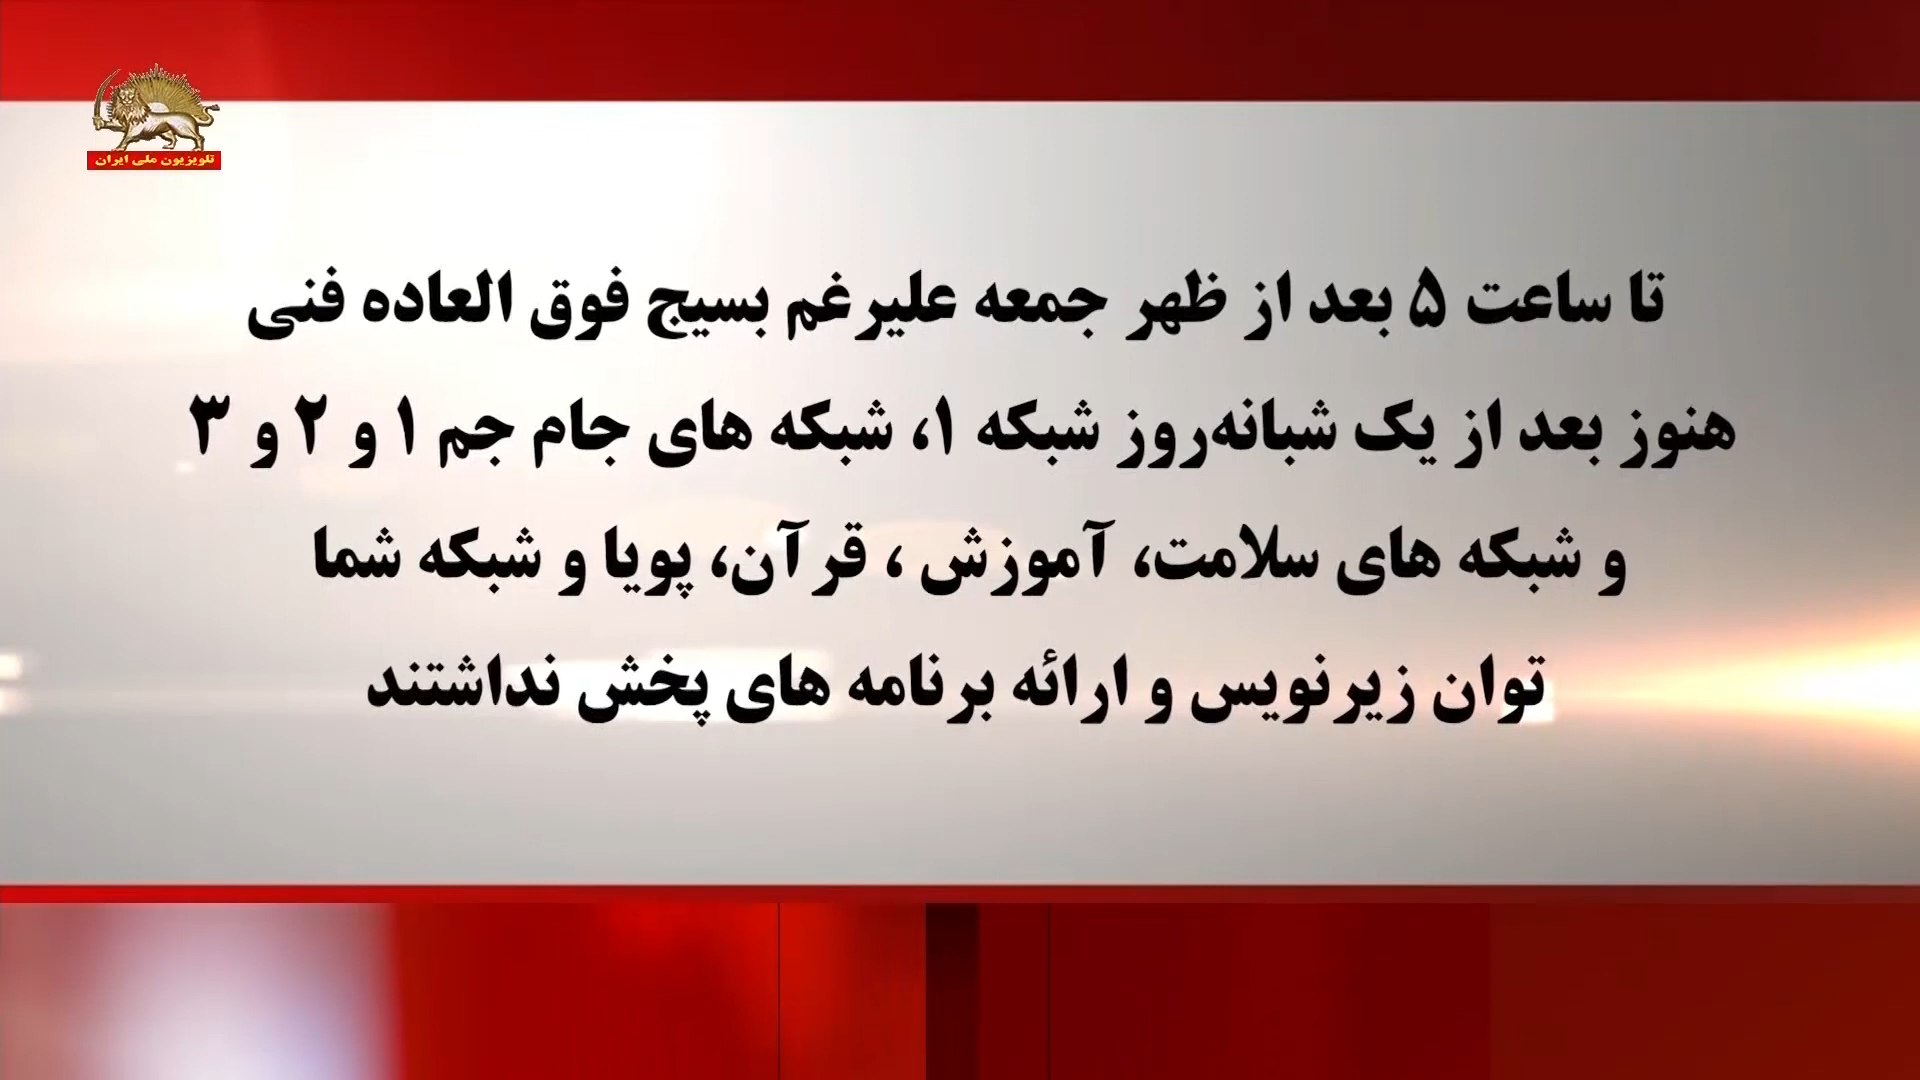 تلویزیون ملی ایران
تا ساعت ۵ بعد از ظهر جمعه علیرغم بسیج فوق العاده فنی
هنوز بعد از یک شبانه‌روز شبکه ۱، شبکه های جام جم ۱ و ۲ و ۳
و شبکه های سلامت، آموزش ، قرآن، پویا و شبکه شما
توان زیرنویس و ارائه برنامه های پخش نداشتند